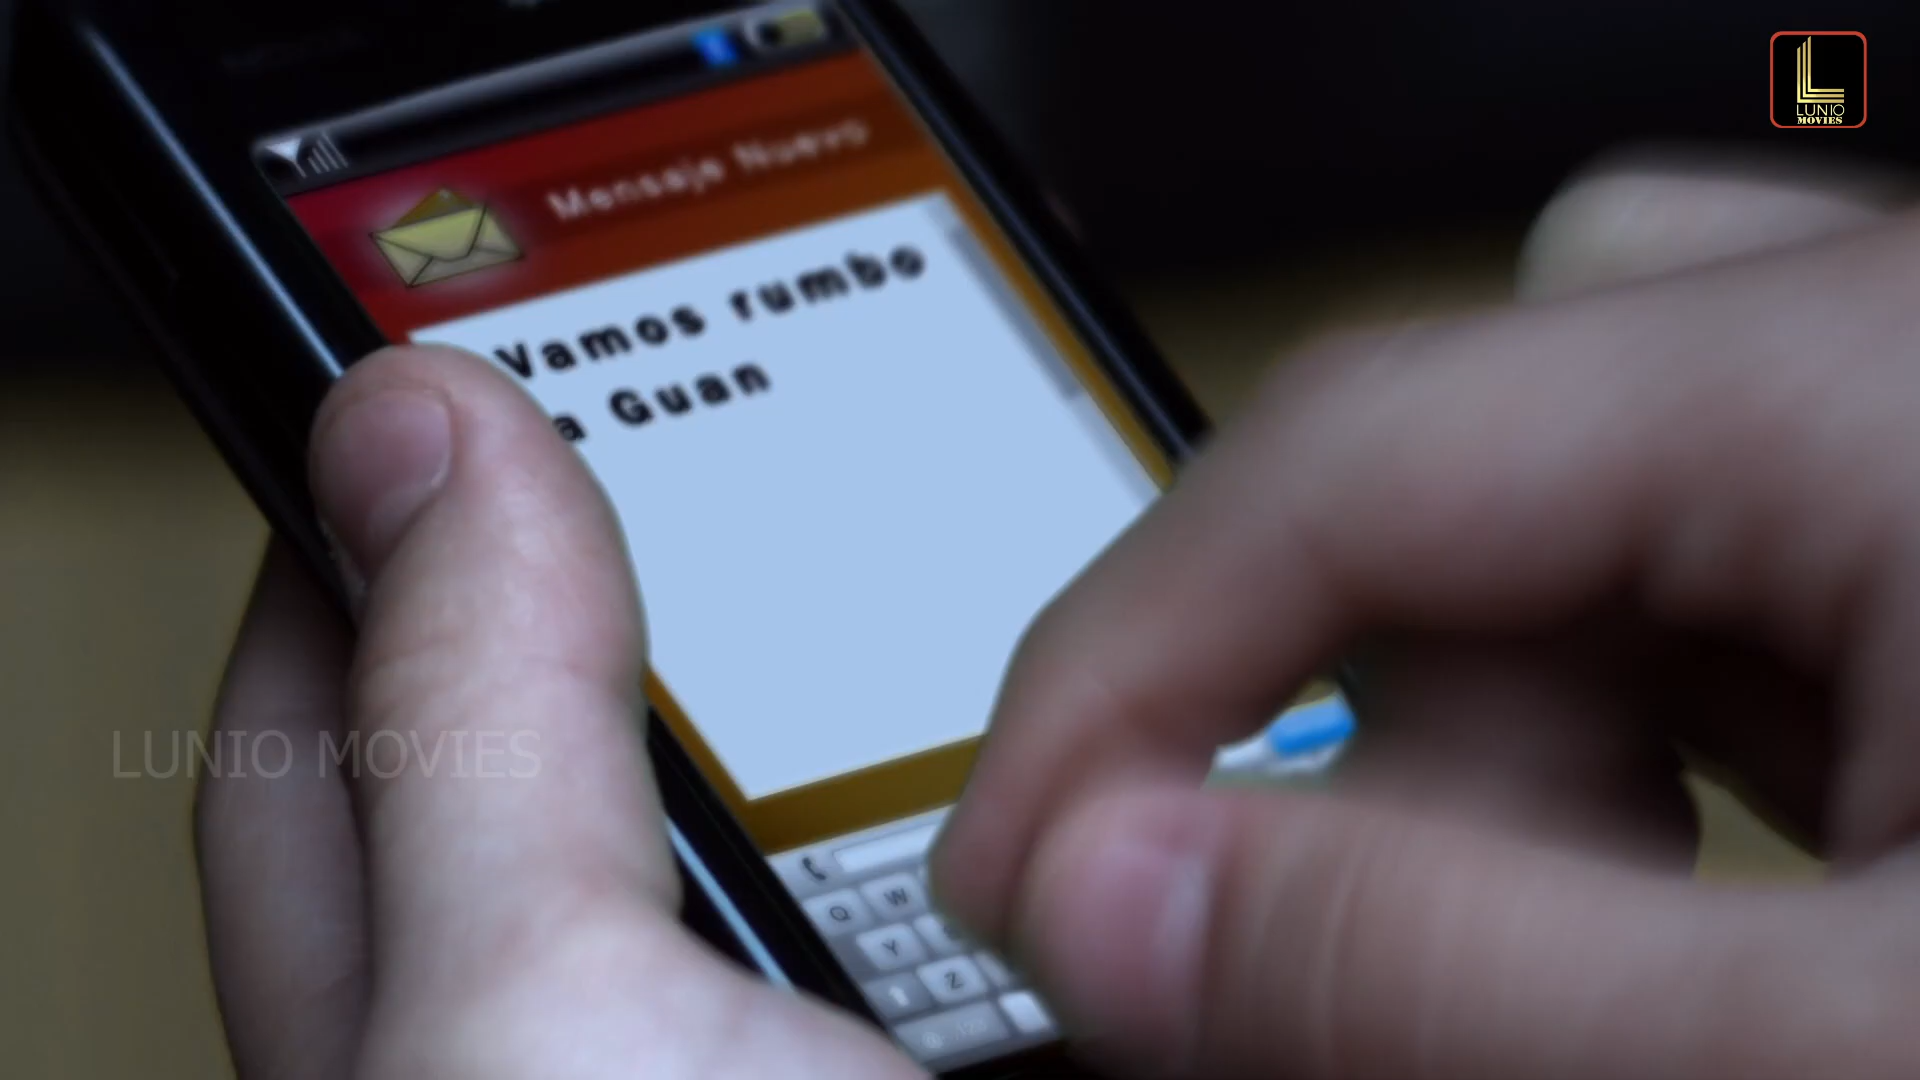 LUNIO
MOVIES
Mensaje Nuevo
Vamos rumbo
a Guan
LUNIO MOVIES
Q W
Y
Z